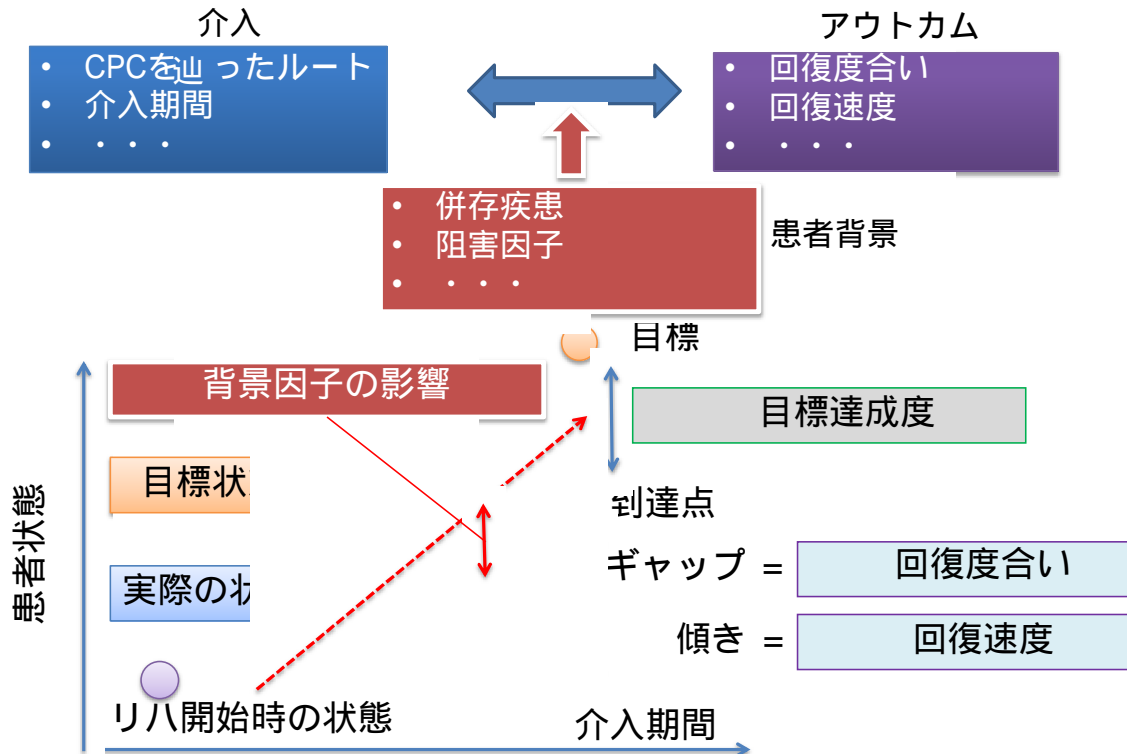 介入
アウトカム
• CPCを辿ったルート
• 介入期間
• ・・・
• 回復度合い
• 回復速度
• ・・・
• 併存疾患
• 阻害因子
• ・・・
患者背景
目標
背景因子の影響
目標達成度
目標状
到達点
患者状態
ギャップ = 回復度合い
実際の
傾き = 回復速度
リハ開始時の状態
介入期間